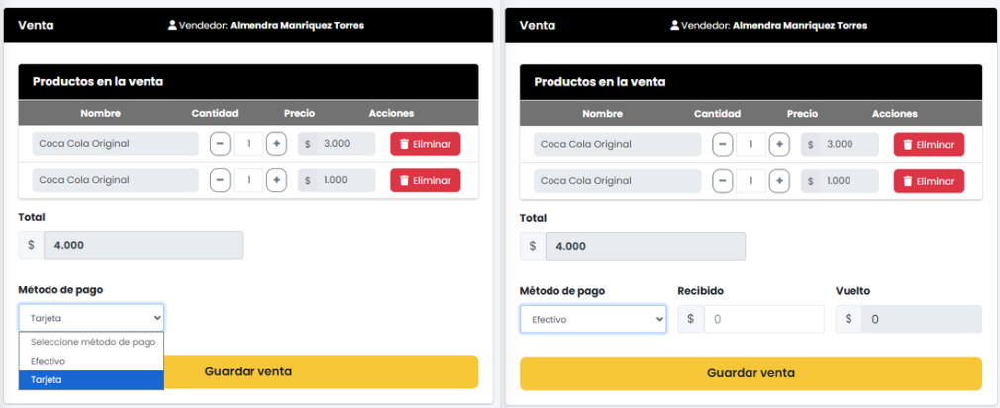 Venta Vendedor: Almendra Manriquez Torres
Productos en la venta
Nombre Cantidad Precio Acciones
Coca Cola Original - 1 + $ 3.000 Eliminar
Coca Cola Original - 1 + $ 1.000 Eliminar
Total
$ 4.000
Método de pago
Tarjeta
Seleccione método de pago
Efectivo
Tarjeta
Guardar venta
Venta Vendedor: Almendra Manriquez Torres
Productos en la venta
Nombre Cantidad Precio Acciones
Coca Cola Original - 1 + $ 3.000 Eliminar
Coca Cola Original - 1 + $ 1.000 Eliminar
Total
$ 4.000
Método de pago Recibido Vuelto
Efectivo $ 0 $ 0
Guardar venta